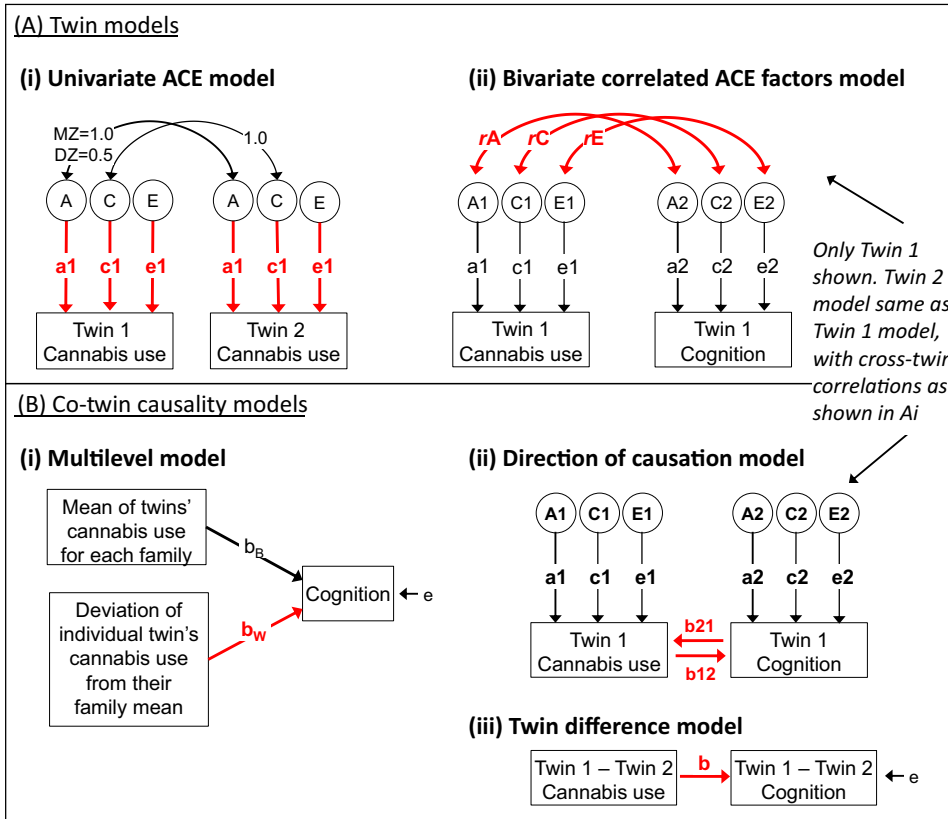 (A) Twin models
(i) Univariate ACE model
MZ=1.0
DZ=0.5
1.0
A C E A C E
a1 c1 e1 a1 c1 e1
Twin 1
Cannabis use
Twin 2
Cannabis use
(ii) Bivariate correlated ACE factors model
rA rC rE
A1 C1 E1 A2 C2 E2
a1 c1 e1 a2 c2 e2
Twin 1
Cannabis use
Twin 1
Cognition
Only Twin 1
shown. Twin 2
model same as
Twin 1 model,
with cross-twin
correlations as
shown in Ai
(B) Co-twin causality models
(i) Multilevel model
Mean of twins'
cannabis use
for each family
bB
Cognition
e
Deviation of
individual twin's
cannabis use
from their
family mean
bW
(ii) Direction of causation model
A1 C1 E1 A2 C2 E2
a1 c1 e1 a2 c2 e2
Twin 1
Cannabis use
b21
b12
Twin 1
Cognition
(iii) Twin difference model
Twin 1 – Twin 2
Cannabis use
b
Twin 1 – Twin 2
Cognition
e